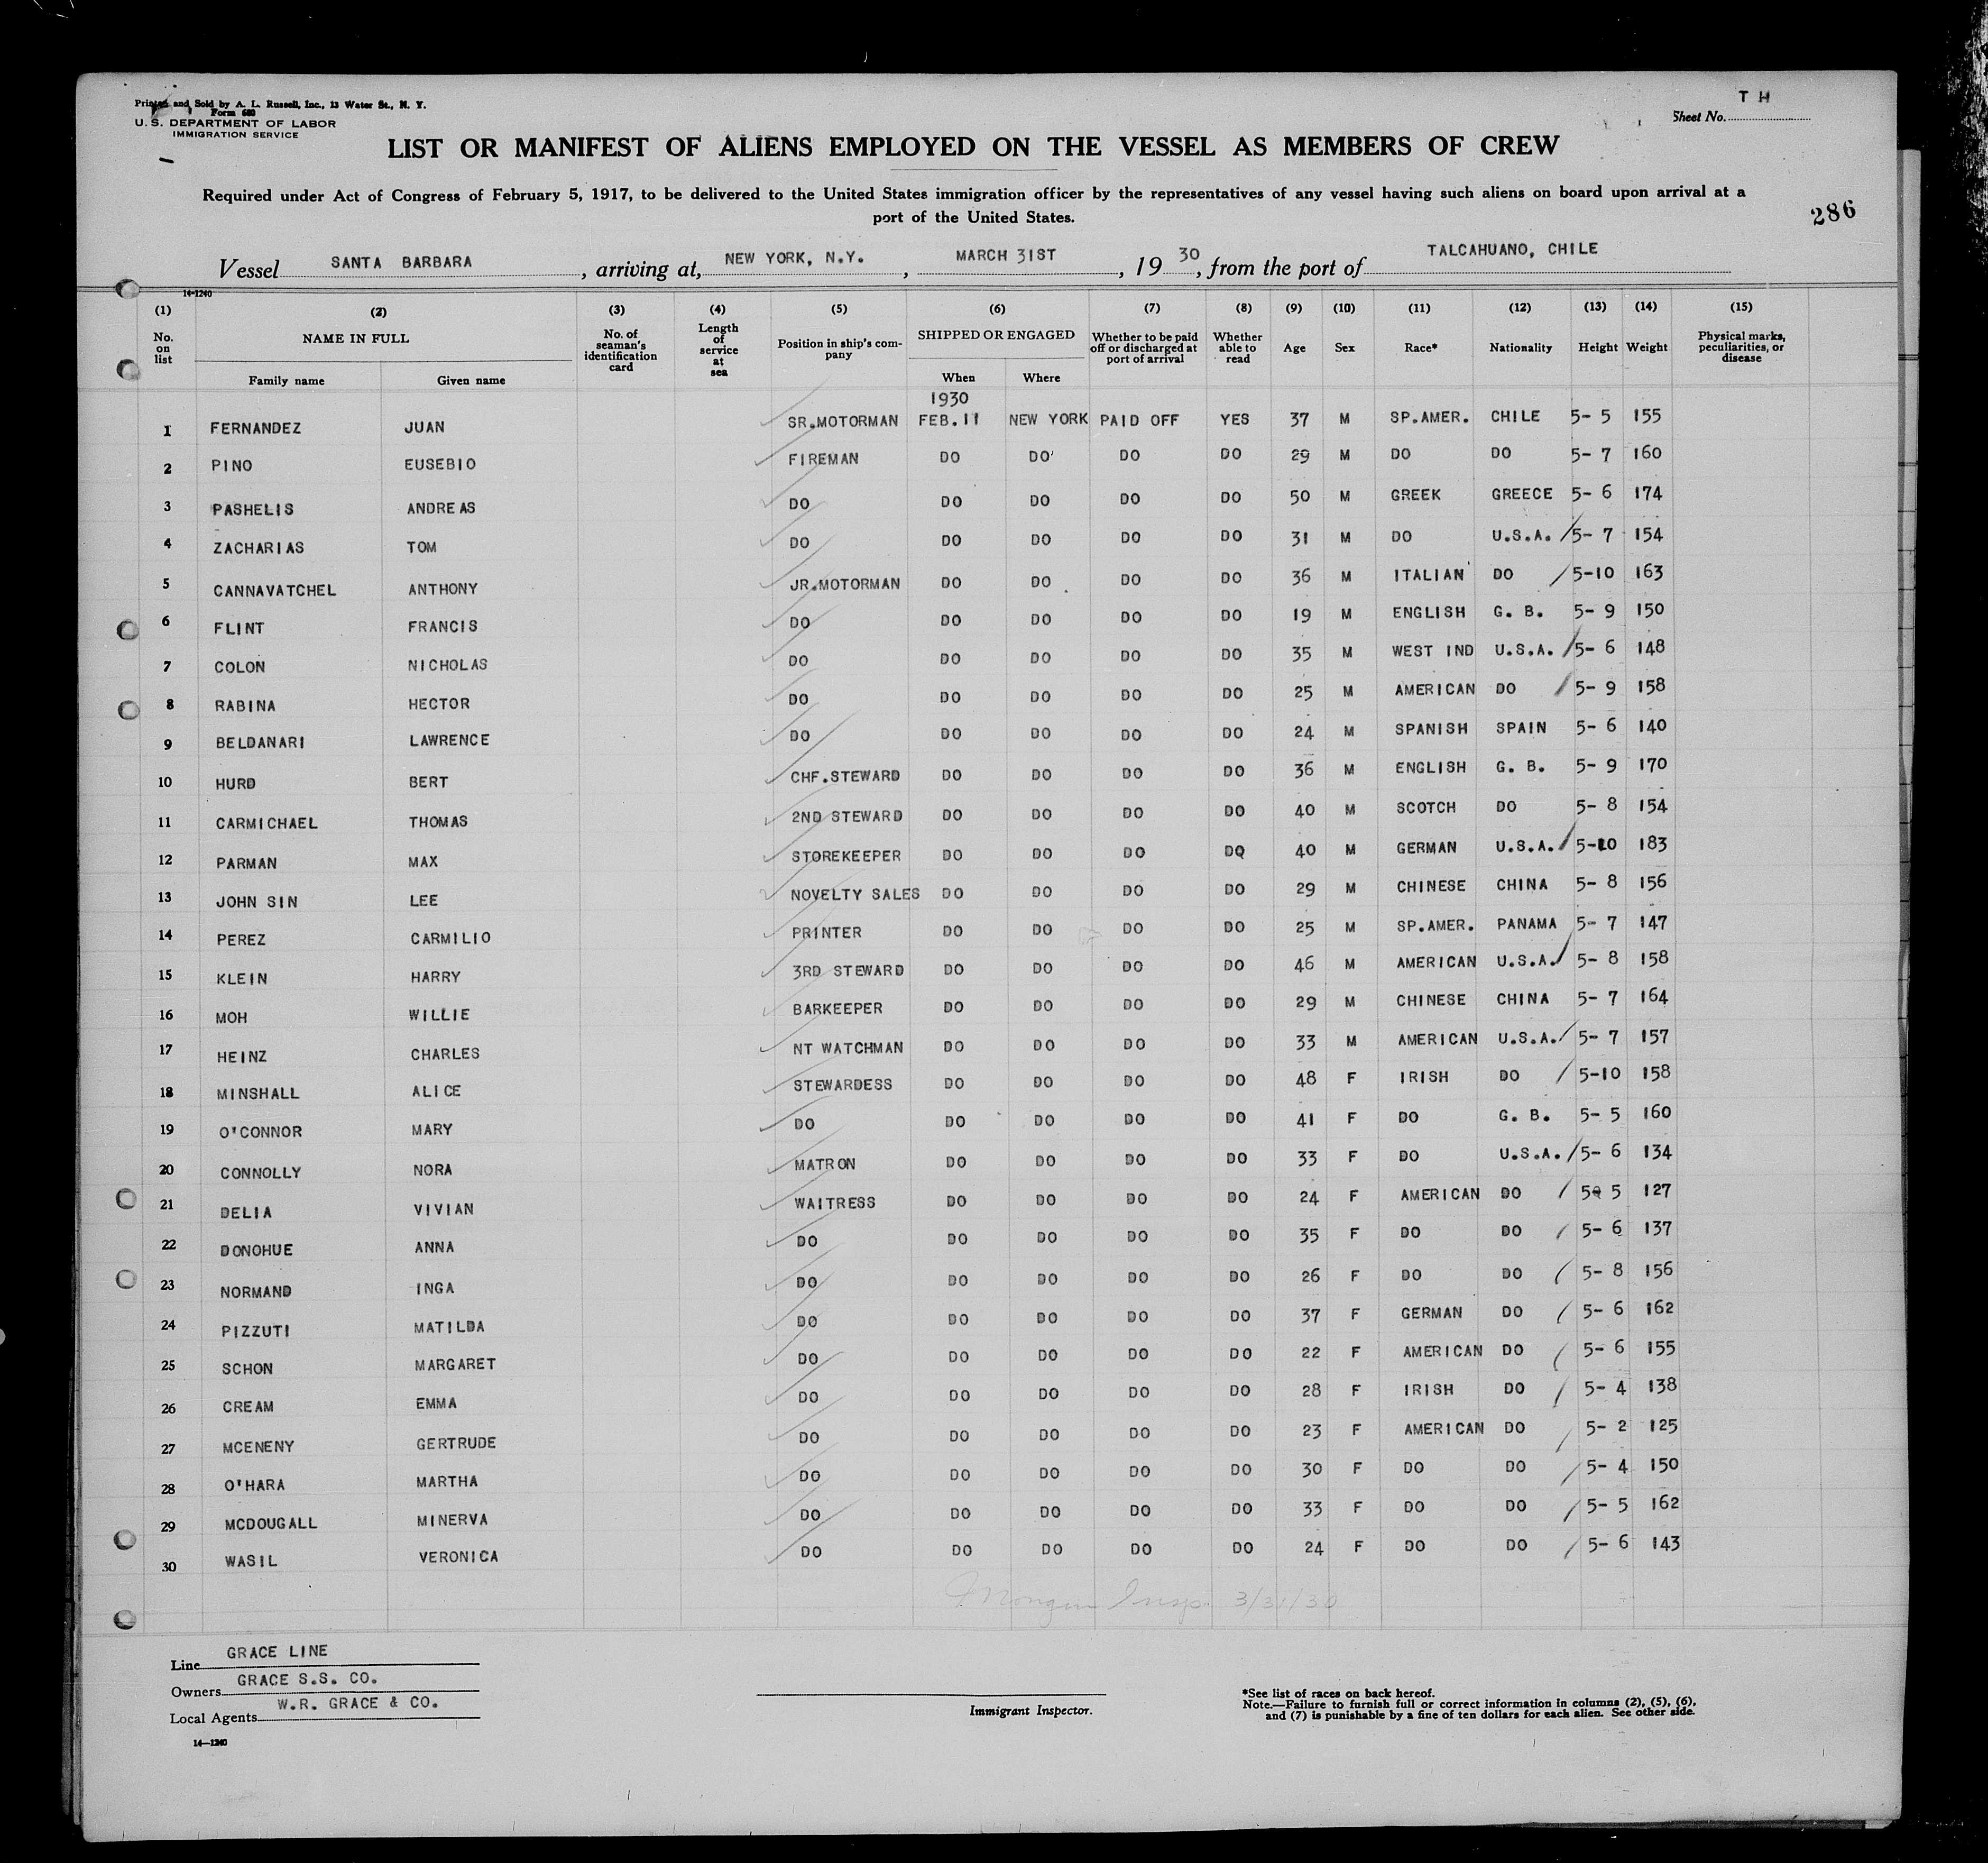 Printed and Sold by A. L. Russell, Inc., 13 Water St., N. Y.
Form 680
U. S. DEPARTMENT OF LABOR
IMMIGRATION SERVICE
T H
Sheet No.
LIST OR MANIFEST OF ALIENS EMPLOYED ON THE VESSEL AS MEMBERS OF CREW
Required under Act of Congress of February 5, 1917, to be delivered to the United States immigration officer by the representatives of any vessel having such aliens on board upon arrival at a
port of the United States.
286
Vessel SANTA BARBARA, arriving at, NEW YORK, N.Y., MARCH 31ST, 19 30, from the port of TALCAHUANO, CHILE
14-1240
(1) (2) (3) (4) (5) (6) (7) (8) (9) (10) (11) (12) (13) (14) (15)
No. on list NAME IN FULL Family name Given name No. of seaman's identification card Length of service at sea Position in ship's company SHIPPED OR ENGAGED When Where Whether to be paid off or discharged at port of arrival Whether able to read Age Sex Race* Nationality Height Weight Physical marks, peculiarities, or disease
1930
1 FERNANDEZ JUAN SR.MOTORMAN FEB.11 NEW YORK PAID OFF YES 37 M SP.AMER. CHILE 5- 5 155
2 PINO EUSEBIO FIREMAN DO DO DO DO 29 M DO DO 5- 7 160
3 PASHELIS ANDREAS DO DO DO DO DO 50 M GREEK GREECE 5- 6 174
4 ZACHARIAS TOM DO DO DO DO DO 31 M DO U.S.A. 5- 7 154
5 CANNAVATCHEL ANTHONY JR.MOTORMAN DO DO DO DO 36 M ITALIAN DO 5-10 163
6 FLINT FRANCIS DO DO DO DO DO 19 M ENGLISH G. B. 5- 9 150
7 COLON NICHOLAS DO DO DO DO DO 35 M WEST IND U.S.A. 5- 6 148
8 RABINA HECTOR DO DO DO DO DO 25 M AMERICAN DO 5- 9 158
9 BELDANARI LAWRENCE DO DO DO DO DO 24 M SPANISH SPAIN 5- 6 140
10 HURD BERT CHF.STEWARD DO DO DO DO 36 M ENGLISH G. B. 5- 9 170
11 CARMICHAEL THOMAS 2ND STEWARD DO DO DO DO 40 M SCOTCH DO 5- 8 154
12 PARMAN MAX STOREKEEPER DO DO DO DO 40 M GERMAN U.S.A. 5-10 183
13 JOHN SIN LEE NOVELTY SALES DO DO DO DO 29 M CHINESE CHINA 5- 8 156
14 PEREZ CARMILIO PRINTER DO DO DO DO 25 M SP.AMER. PANAMA 5- 7 147
15 KLEIN HARRY 3RD STEWARD DO DO DO DO 46 M AMERICAN U.S.A. 5- 8 158
16 MOH WILLIE BARKEEPER DO DO DO DO 29 M CHINESE CHINA 5- 7 164
17 HEINZ CHARLES NT WATCHMAN DO DO DO DO 33 M AMERICAN U.S.A. 5- 7 157
18 MINSHALL ALICE STEWARDESS DO DO DO DO 48 F IRISH DO 5-10 158
19 O'CONNOR MARY DO DO DO DO DO 41 F DO G. B. 5- 5 160
20 CONNOLLY NORA MATRON DO DO DO DO 33 F DO U.S.A. 5- 6 134
21 DELIA VIVIAN WAITRESS DO DO DO DO 24 F AMERICAN DO 5- 5 127
22 DONOHUE ANNA DO DO DO DO DO 35 F DO DO 5- 6 137
23 NORMAND INGA DO DO DO DO DO 26 F DO DO 5- 8 156
24 PIZZUTI MATILDA DO DO DO DO DO 37 F GERMAN DO 5- 6 162
25 SCHON MARGARET DO DO DO DO DO 22 F AMERICAN DO 5- 6 155
26 CREAM EMMA DO DO DO DO DO 28 F IRISH DO 5- 4 138
27 MCENENY GERTRUDE DO DO DO DO DO 23 F AMERICAN DO 5- 2 125
28 O'HARA MARTHA DO DO DO DO DO 30 F DO DO 5- 4 150
29 MCDOUGALL MINERVA DO DO DO DO DO 33 F DO DO 5- 5 162
30 WASIL VERONICA DO DO DO DO DO 24 F DO DO 5- 6 143
Insp. 3/31/30
Line GRACE LINE
Owners GRACE S.S. CO.
Local Agents W.R. GRACE & CO.
14-1240
Immigrant Inspector.
*See list of races on back hereof.
Note.—Failure to furnish full or correct information in columns (2), (5), (6),
and (7) is punishable by a fine of ten dollars for each alien. See other side.